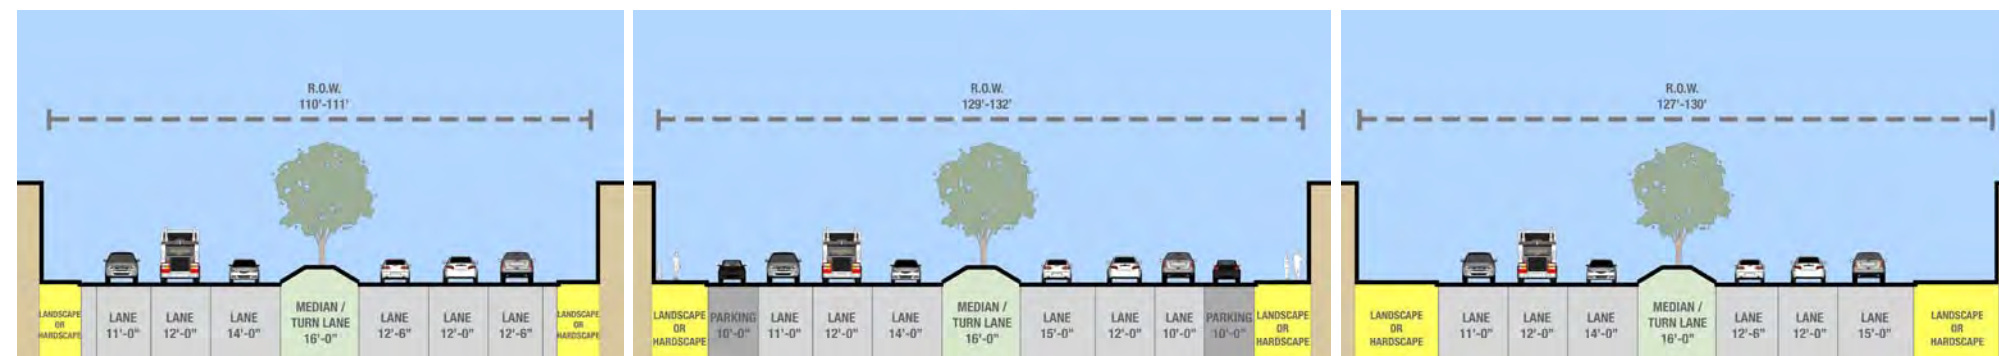 R.O.W.
110'-111'
LANDSCAPE
OR
HARDSCAPE
LANE
11'-0"
LANE
12'-0"
LANE
14'-0"
MEDIAN /
TURN LANE
16'-0"
LANE
12'-6"
LANE
12'-0"
LANE
12'-6"
LANDSCAPE
OR
HARDSCAPE
R.O.W.
129'-132'
LANDSCAPE
OR
HARDSCAPE
PARKING
10'-0"
LANE
11'-0"
LANE
12'-0"
LANE
14'-0"
MEDIAN /
TURN LANE
16'-0"
LANE
15'-0"
LANE
12'-0"
LANE
10'-0"
PARKING
10'-0"
LANDSCAPE
OR
HARDSCAPE
R.O.W.
127'-130'
LANDSCAPE
OR
HARDSCAPE
LANE
11'-0"
LANE
12'-0"
LANE
14'-0"
MEDIAN /
TURN LANE
16'-0"
LANE
12'-6"
LANE
12'-0"
LANE
15'-0"
LANDSCAPE
OR
HARDSCAPE